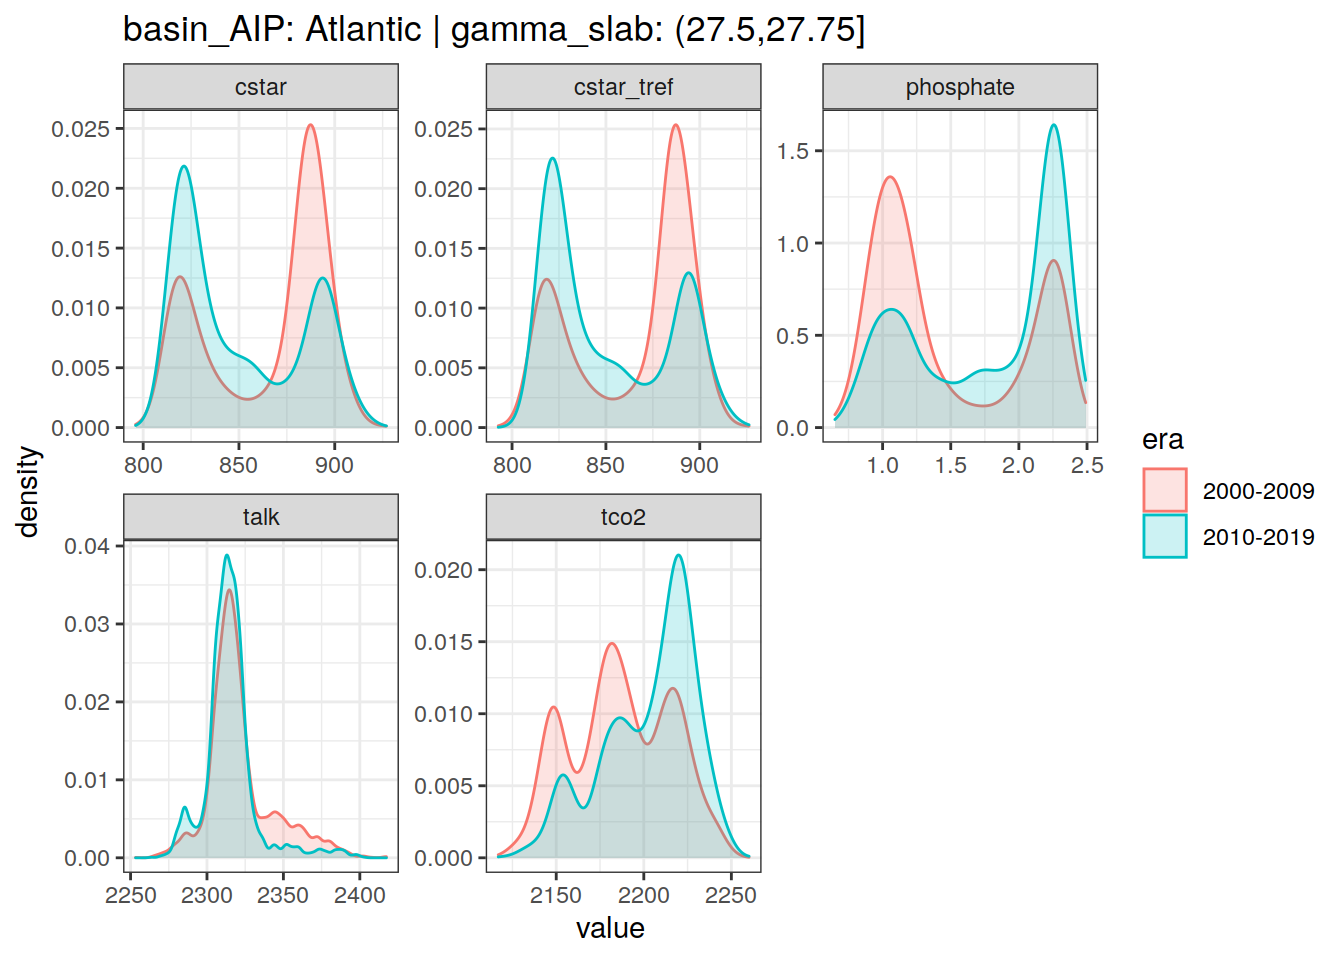 basin_AIP: Atlantic | gamma_slab: (27.5,27.75]
cstar
cstar_tref
phosphate
0.025
0.020
0.015
0.010
0.005
0.000
800 850 900
0.025
0.020
0.015
0.010
0.005
0.000
800 850 900
1.5
1.0
0.5
0.0
1.0 1.5 2.0 2.5
density
talk
tco2
0.04
0.03
0.02
0.01
0.00
2250 2300 2350 2400
0.020
0.015
0.010
0.005
0.000
2150 2200 2250
value
era
2000-2009
2010-2019